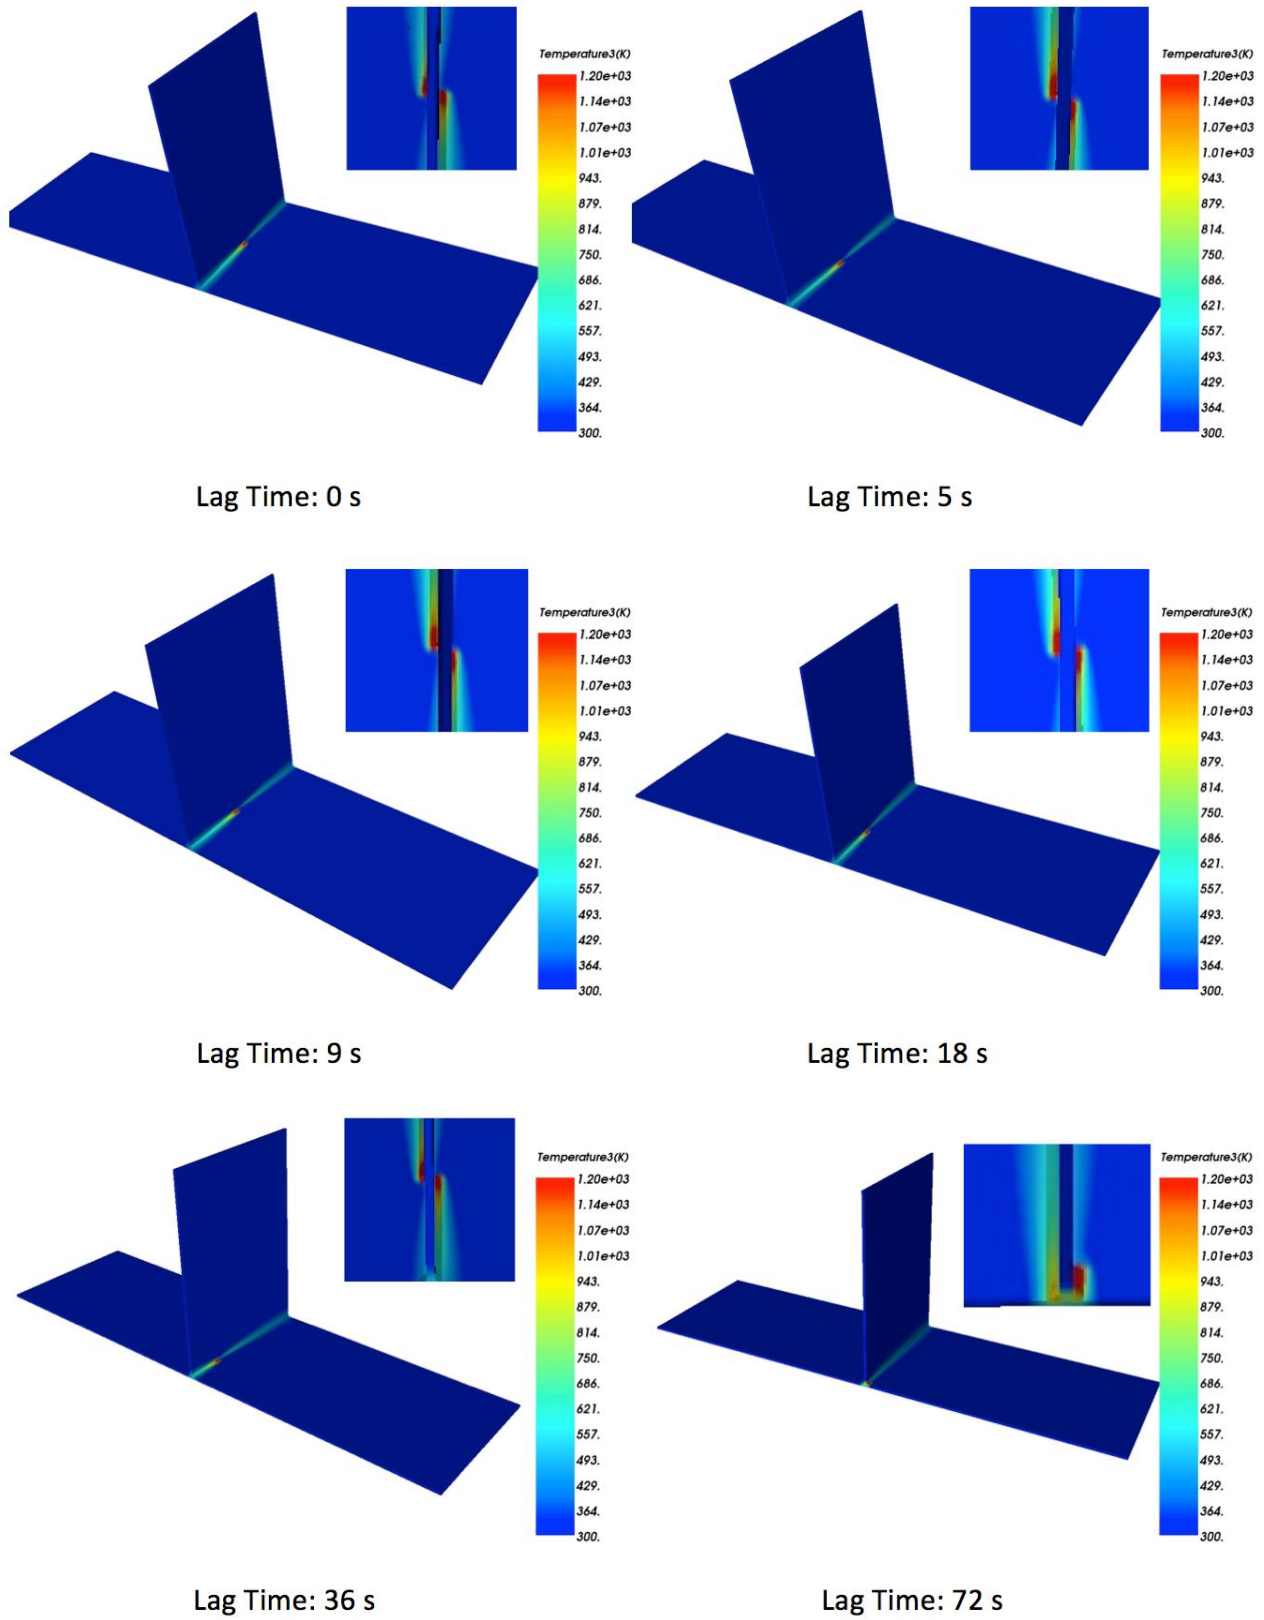 Temperature3(K)
1.20e+03
1.14e+03
1.07e+03
1.01e+03
943.
879.
814.
750.
686.
621.
557.
493.
429.
364.
300.
Lag Time: 0 s
Temperature3(K)
1.20e+03
1.14e+03
1.07e+03
1.01e+03
943.
879.
814.
750.
686.
621.
557.
493.
429.
364.
300.
Lag Time: 5 s
Temperature3(K)
1.20e+03
1.14e+03
1.07e+03
1.01e+03
943.
879.
814.
750.
686.
621.
557.
493.
429.
364.
300.
Lag Time: 9 s
Temperature3(K)
1.20e+03
1.14e+03
1.07e+03
1.01e+03
943.
879.
814.
750.
686.
621.
557.
493.
429.
364.
300.
Lag Time: 18 s
Temperature3(K)
1.20e+03
1.14e+03
1.07e+03
1.01e+03
943.
879.
814.
750.
686.
621.
557.
493.
429.
364.
300.
Lag Time: 36 s
Temperature3(K)
1.20e+03
1.14e+03
1.07e+03
1.01e+03
943.
879.
814.
750.
686.
621.
557.
493.
429.
364.
300.
Lag Time: 72 s